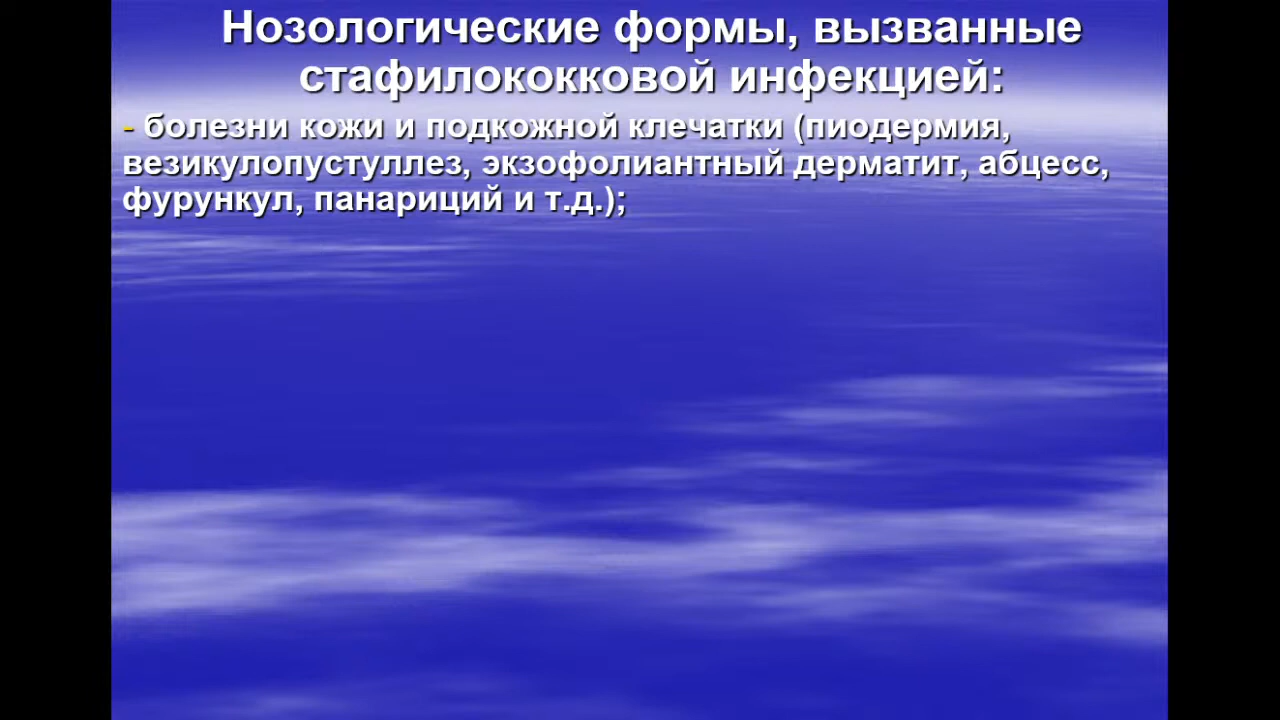 Нозологические формы, вызванные
стафилококковой инфекцией:
- болезни кожи и подкожной клечатки (пиодермия,
везикулопустуллез, экзофолиантный дерматит, абцесс,
фурункул, панариций и т.д.);